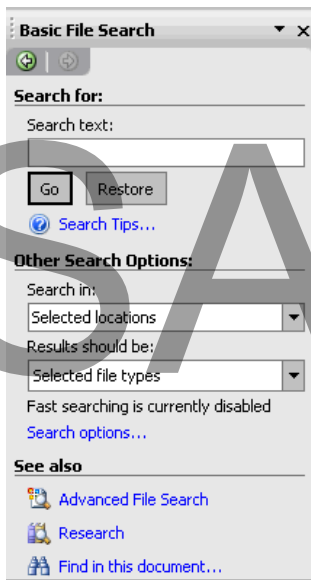 Basic File Search
Search for:
Search text:
Go Restore
Search Tips...
Other Search Options:
Search in:
Selected locations
Results should be:
Selected file types
Fast searching is currently disabled
Search options...
See also
Advanced File Search
Research
Find in this document...
SA